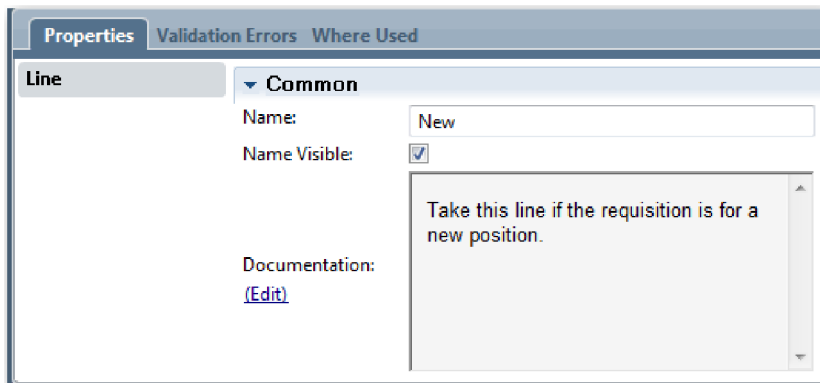 Properties Validation Errors Where Used
Line
Common
Name: New
Name Visible:
Take this line if the requisition is for a
new position.
Documentation:
(Edit)